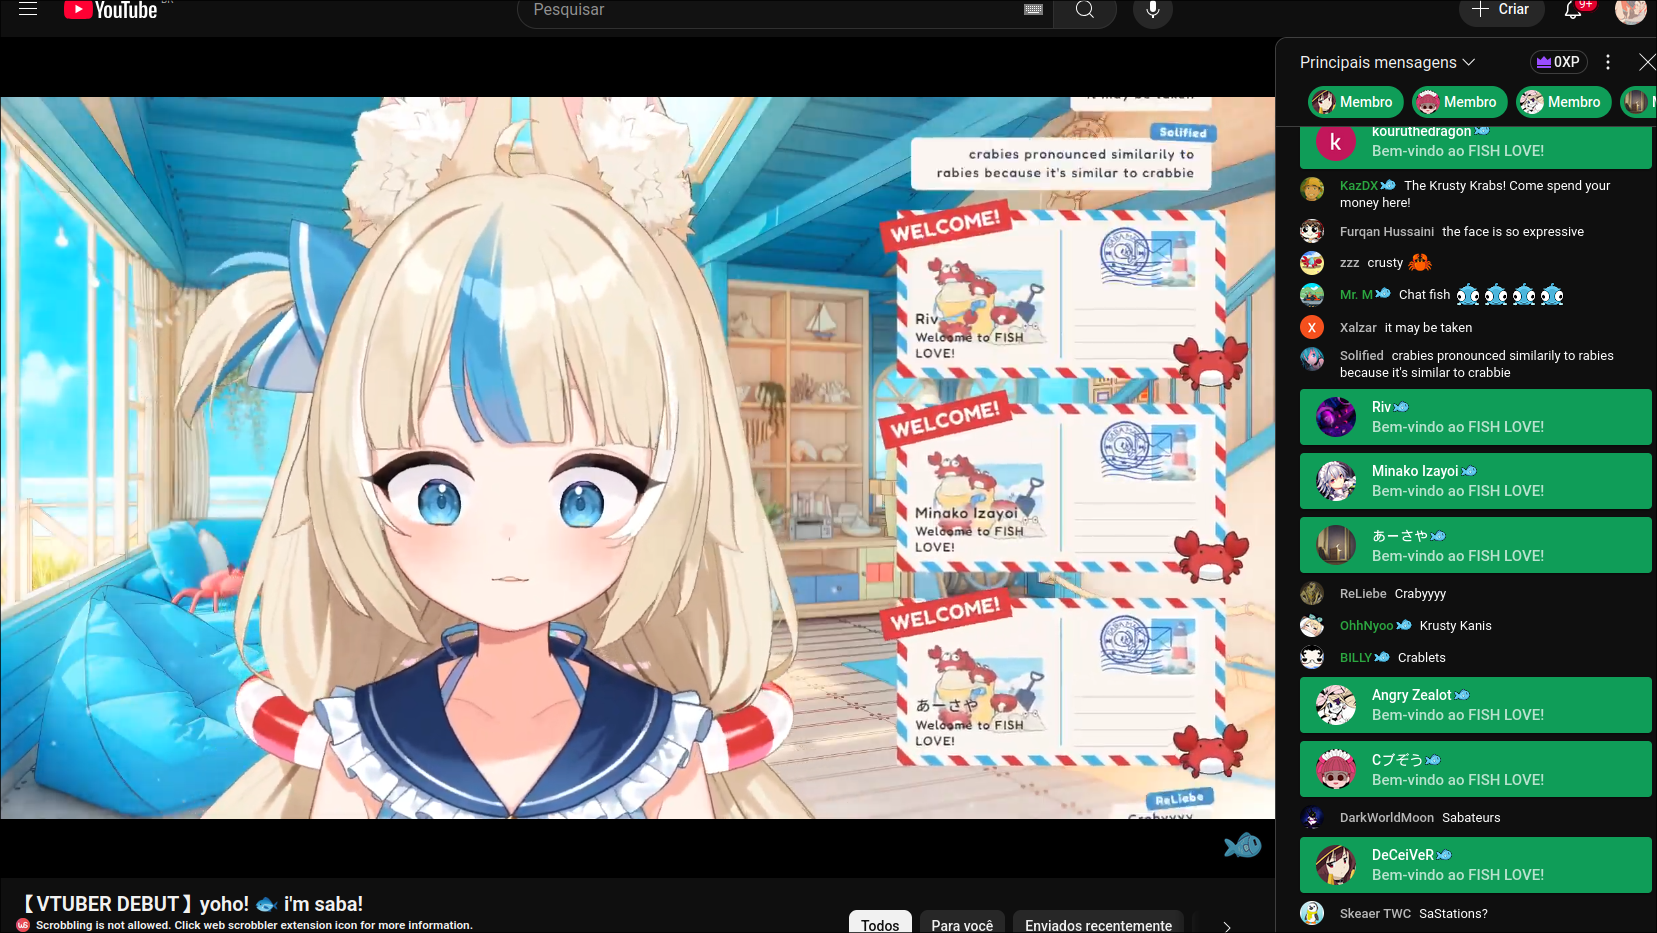 YouTube
BR
Pesquisar
Criar
9+
it may be taken
Solified
crabies pronounced similarily to
rabies because it's similar to crabbie
WELCOME!
Riv
Welcome to FISH
LOVE!
WELCOME!
Minako Izayoi
Welcome to FISH
LOVE!
WELCOME!
あーさや
Welcome to FISH
LOVE!
ReLiebe
Crabyyyy
【VTUBER DEBUT】yoho! 🐟 i'm saba!
Scrobbling is not allowed. Click web scrobbler extension icon for more information.
Todos
Para você
Enviados recentemente
Principais mensagens
0XP
Membro
Membro
Membro
k
kouruthedragon
Bem-vindo ao FISH LOVE!
KazDX The Krusty Krabs! Come spend your
money here!
Furqan Hussaini the face is so expressive
zzz crusty 🦀
Mr. M Chat fish
X
Xalzar it may be taken
Solified crabies pronounced similarily to rabies
because it's similar to crabbie
Riv
Bem-vindo ao FISH LOVE!
Minako Izayoi
Bem-vindo ao FISH LOVE!
あーさや
Bem-vindo ao FISH LOVE!
ReLiebe Crabyyyy
OhhNyoo Krusty Kanis
BILLY Crablets
Angry Zealot
Bem-vindo ao FISH LOVE!
Cブぞう
Bem-vindo ao FISH LOVE!
DarkWorldMoon Sabateurs
DeCeiVeR
Bem-vindo ao FISH LOVE!
Skeaer TWC SaStations?